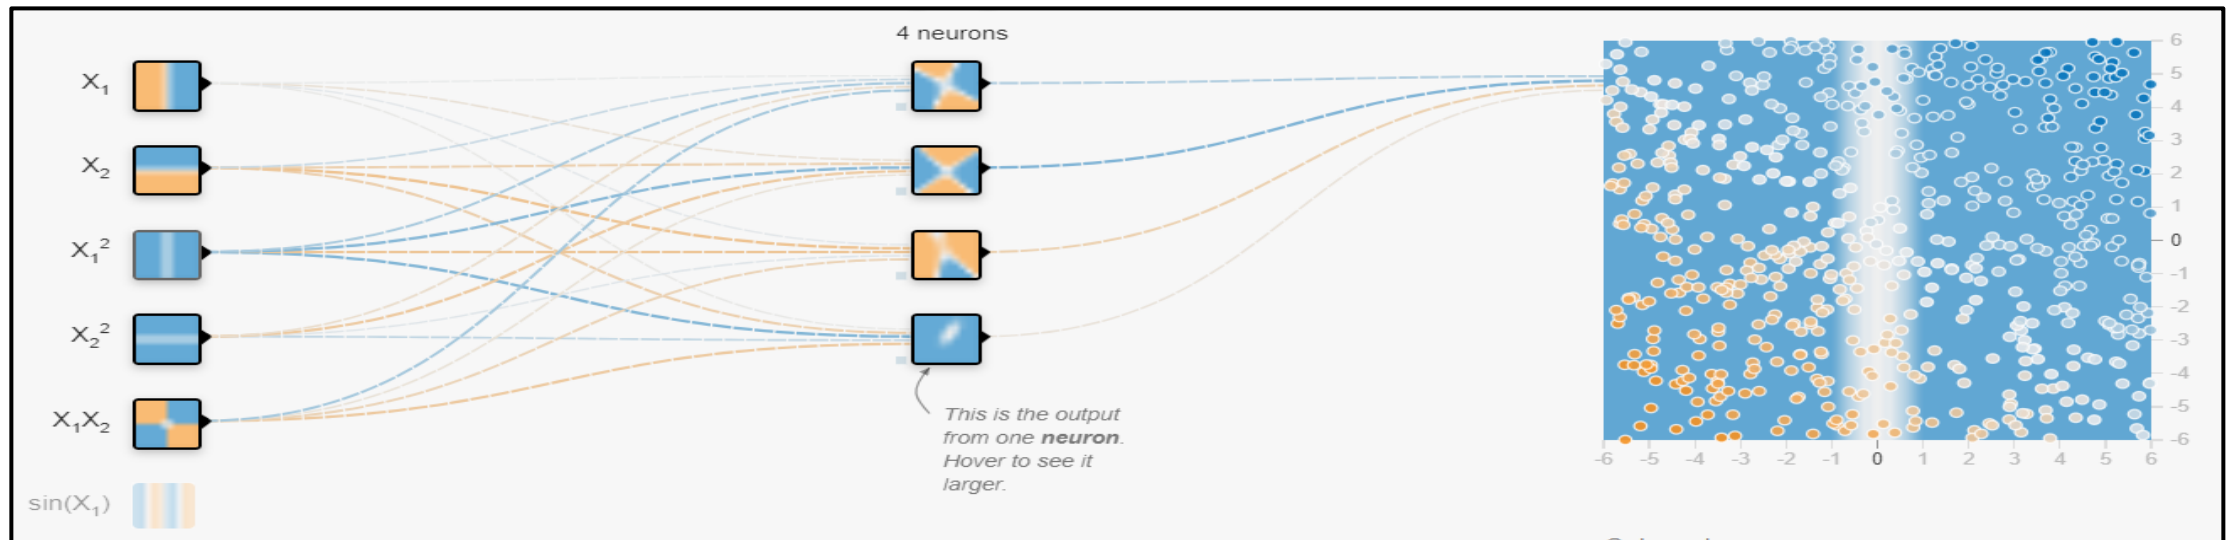 4 neurons
X₁
X₂
X₁²
X₂²
X₁X₂
sin(X₁)
This is the output
from one neuron.
Hover to see it
larger.
6
5
4
3
2
1
0
-1
-2
-3
-4
-5
-6
-6 -5 -4 -3 -2 -1 0 1 2 3 4 5 6